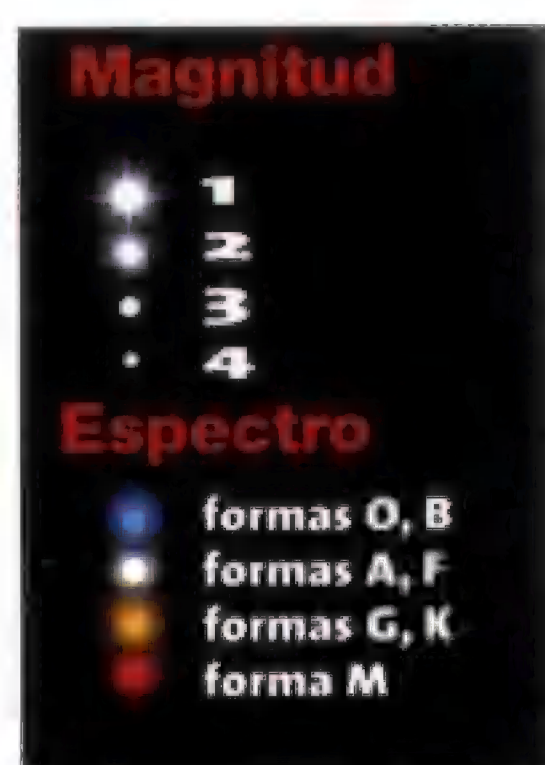 Magnitud
1
2
3
4
Espectro
formas O, B
formas A, F
formas G, K
forma M